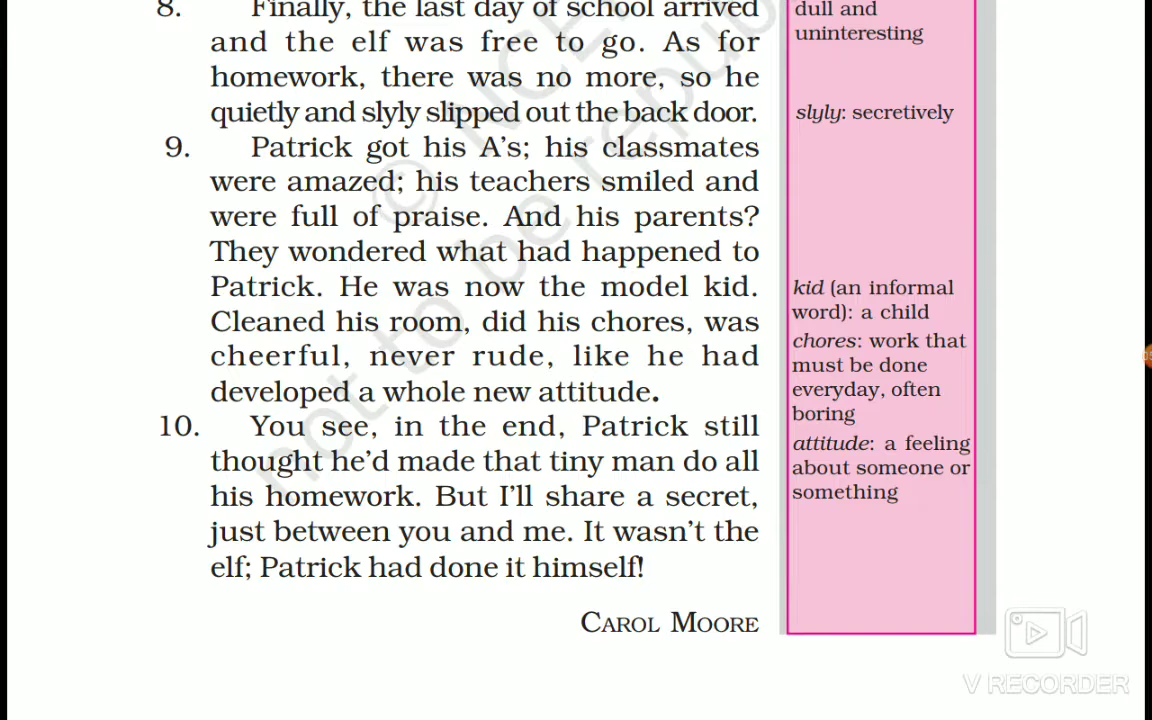 8. Finally, the last day of school arrived
and the elf was free to go. As for
homework, there was no more, so he
quietly and slyly slipped out the back door.
9. Patrick got his A's; his classmates
were amazed; his teachers smiled and
were full of praise. And his parents?
They wondered what had happened to
Patrick. He was now the model kid.
Cleaned his room, did his chores, was
cheerful, never rude, like he had
developed a whole new attitude.
10. You see, in the end, Patrick still
thought he'd made that tiny man do all
his homework. But I'll share a secret,
just between you and me. It wasn't the
elf; Patrick had done it himself!
CAROL MOORE
dull and
uninteresting
slyly: secretively
kid (an informal
word): a child
chores: work that
must be done
everyday, often
boring
attitude: a feeling
about someone or
something
© NCE
not to be repub
V RECORDER